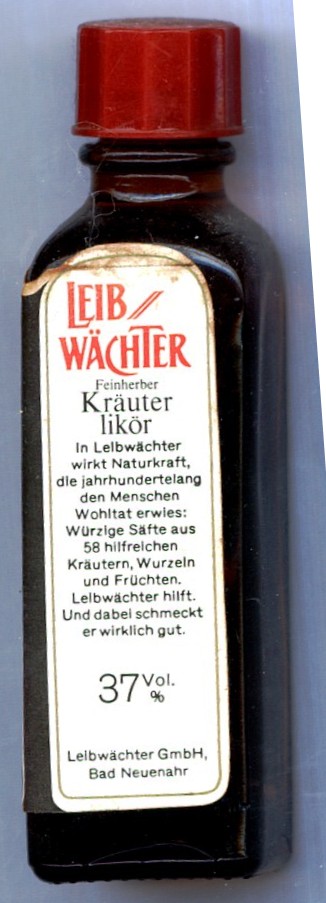 LEIB//
WÄCHTER
Feinherber
Kräuter
likör
In Leibwächter
wirkt Naturkraft,
die jahrhundertelang
den Menschen
Wohltat erwies:
Würzige Säfte aus
58 hilfreichen
Kräutern, Wurzeln
und Früchten.
Leibwächter hilft.
Und dabei schmeckt
er wirklich gut.
37 Vol. %
Leibwächter GmbH,
Bad Neuenahr